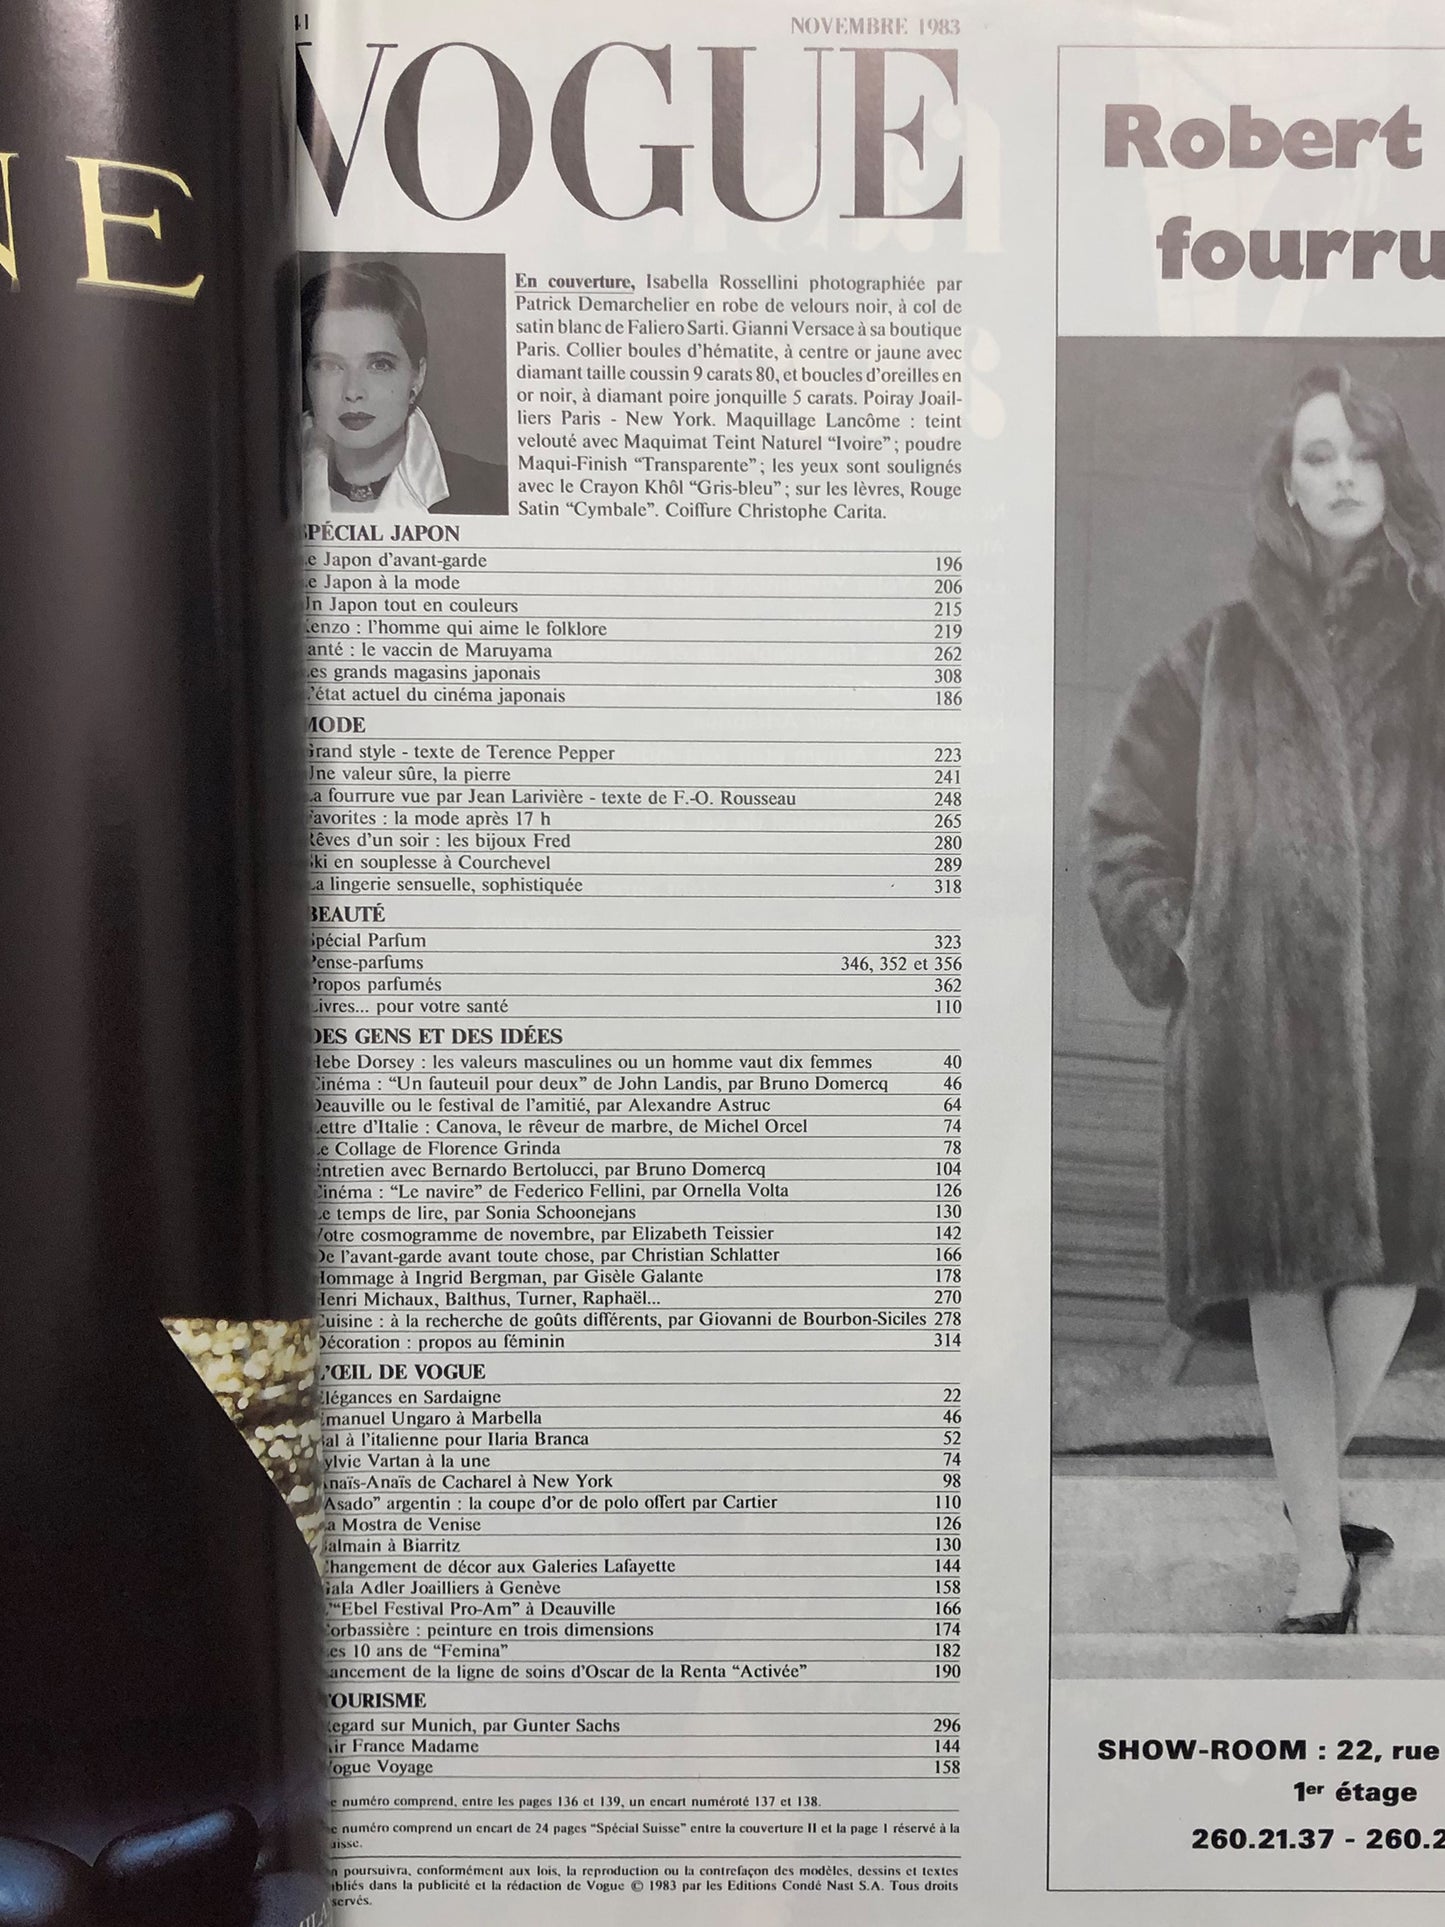 NE
41
NOVEMBRE 1983
VOGUE
En couverture, Isabella Rossellini photographiée par
Patrick Demarchelier en robe de velours noir, à col de
satin blanc de Faliero Sarti. Gianni Versace à sa boutique
Paris. Collier boules d'hématite, à centre or jaune avec
diamant taille coussin 9 carats 80, et boucles d'oreilles en
or noir, à diamant poire jonquille 5 carats. Poiray Joail-
liers Paris - New York. Maquillage Lancôme : teint
velouté avec Maquimat Teint Naturel “Ivoire”; poudre
Maqui-Finish “Transparente”; les yeux sont soulignés
avec le Crayon Khôl “Gris-bleu”; sur les lèvres, Rouge
Satin “Cymbale”. Coiffure Christophe Carita.
SPÉCIAL JAPON
e Japon d'avant-garde 196
e Japon à la mode 206
Un Japon tout en couleurs 215
enzo : l'homme qui aime le folklore 219
anté : le vaccin de Maruyama 262
es grands magasins japonais 308
L'état actuel du cinéma japonais 186
MODE
Grand style - texte de Terence Pepper 223
Une valeur sûre, la pierre 241
La fourrure vue par Jean Larivière - texte de F.-O. Rousseau 248
Favorites : la mode après 17 h 265
Rêves d'un soir : les bijoux Fred 280
Ski en souplesse à Courchevel 289
La lingerie sensuelle, sophistiquée 318
BEAUTÉ
Spécial Parfum 323
Pense-parfums 346, 352 et 356
Propos parfumés 362
Livres... pour votre santé 110
DES GENS ET DES IDÉES
Hebe Dorsey : les valeurs masculines ou un homme vaut dix femmes 40
Cinéma : “Un fauteuil pour deux” de John Landis, par Bruno Domercq 46
Deauville ou le festival de l'amitié, par Alexandre Astruc 64
Lettre d'Italie : Canova, le rêveur de marbre, de Michel Orcel 74
Le Collage de Florence Grinda 78
Entretien avec Bernardo Bertolucci, par Bruno Domercq 104
Cinéma : “Le navire” de Federico Fellini, par Ornella Volta 126
Le temps de lire, par Sonia Schoonejans 130
Votre cosmogramme de novembre, par Elizabeth Teissier 142
De l'avant-garde avant toute chose, par Christian Schlatter 166
Hommage à Ingrid Bergman, par Gisèle Galante 178
Henri Michaux, Balthus, Turner, Raphaël... 270
Cuisine : à la recherche de goûts différents, par Giovanni de Bourbon-Siciles 278
Décoration : propos au féminin 314
L'ŒIL DE VOGUE
Élégances en Sardaigne 22
Emanuel Ungaro à Marbella 46
Bal à l'italienne pour Ilaria Branca 52
ylvie Vartan à la une 74
naïs-Anaïs de Cacharel à New York 98
Asado” argentin : la coupe d'or de polo offert par Cartier 110
a Mostra de Venise 126
almain à Biarritz 130
hangement de décor aux Galeries Lafayette 144
Gala Adler Joailliers à Genève 158
L'“Ebel Festival Pro-Am” à Deauville 166
orbassière : peinture en trois dimensions 174
es 10 ans de “Femina” 182
ancement de la ligne de soins d'Oscar de la Renta “Activée” 190
TOURISME
egard sur Munich, par Gunter Sachs 296
ir France Madame 144
ogue Voyage 158
e numéro comprend, entre les pages 136 et 139, un encart numéroté 137 et 138.
e numéro comprend un encart de 24 pages “Spécial Suisse” entre la couverture II et la page 1 réservé à la
uisse.
n poursuivra, conformément aux lois, la reproduction ou la contrefaçon des modèles, dessins et textes
bliés dans la publicité et la rédaction de Vogue © 1983 par les Editions Condé Nast S.A. Tous droits
servés.
Robert
fourru
SHOW-ROOM : 22, rue
1er étage
260.21.37 - 260.2